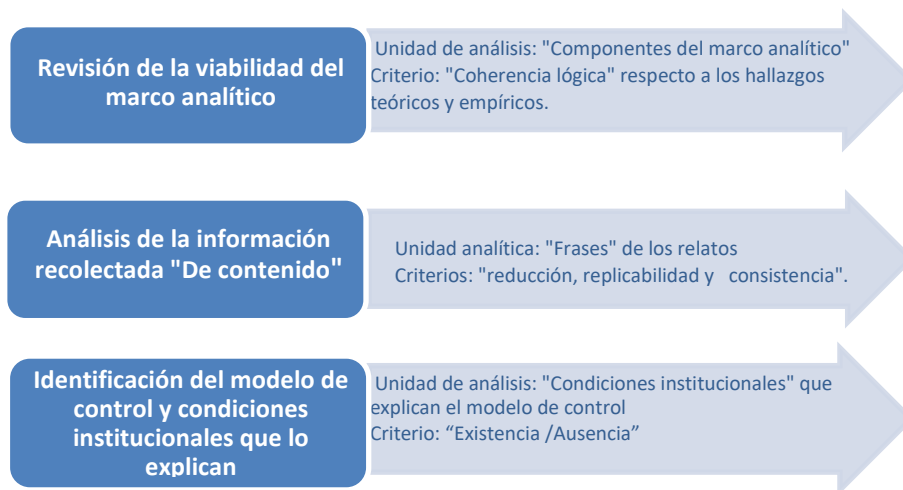 Revisión de la viabilidad del
marco analítico
Unidad de análisis: "Componentes del marco analítico"
Criterio: "Coherencia lógica" respecto a los hallazgos
teóricos y empíricos.
Análisis de la información
recolectada "De contenido"
Unidad analítica: "Frases" de los relatos
Criterios: "reducción, replicabilidad y consistencia".
Identificación del modelo de
control y condiciones
institucionales que lo
explican
Unidad de análisis: "Condiciones institucionales" que
explican el modelo de control
Criterio: “Existencia /Ausencia”